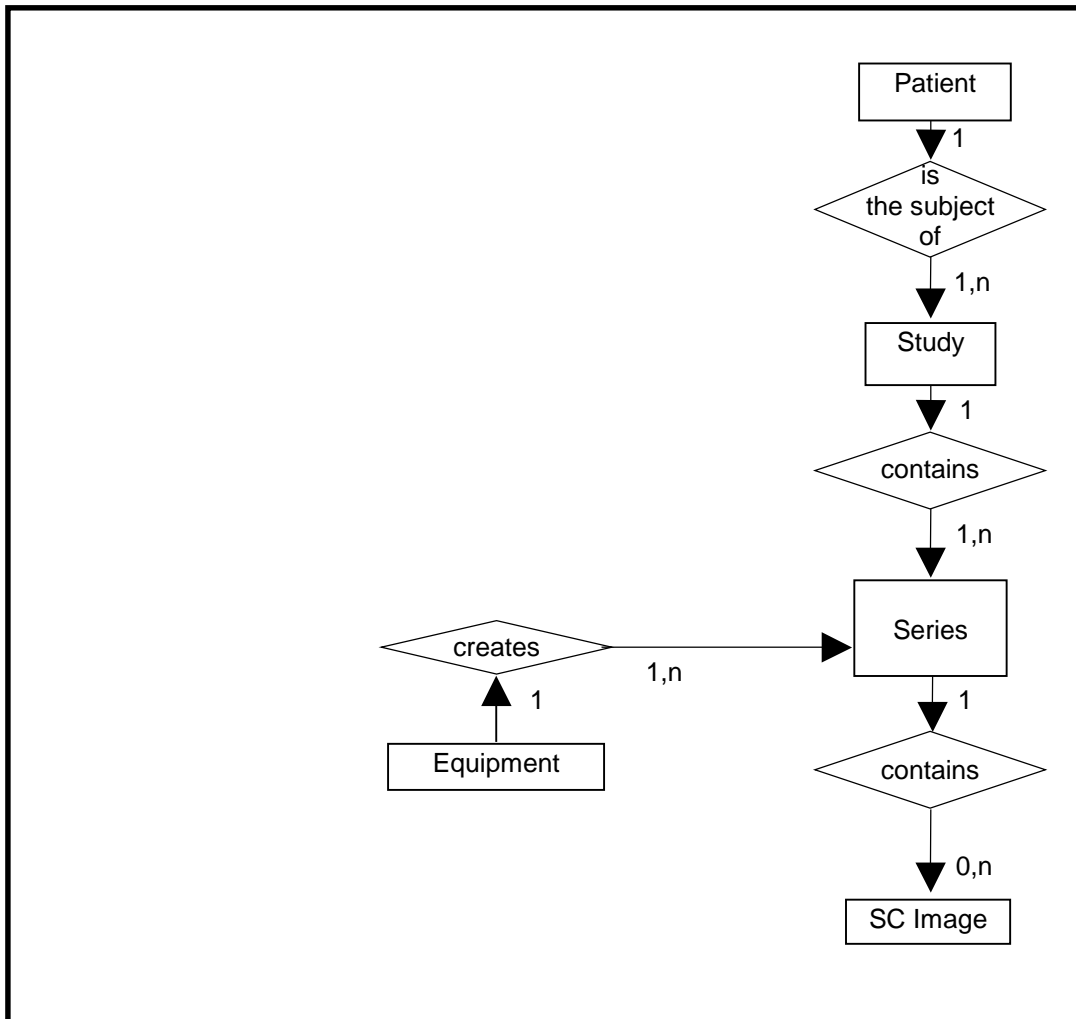 Patient
1
is
the subject
of
1,n
Study
1
contains
1,n
Series
creates
1,n
1
1
Equipment
contains
0,n
SC Image